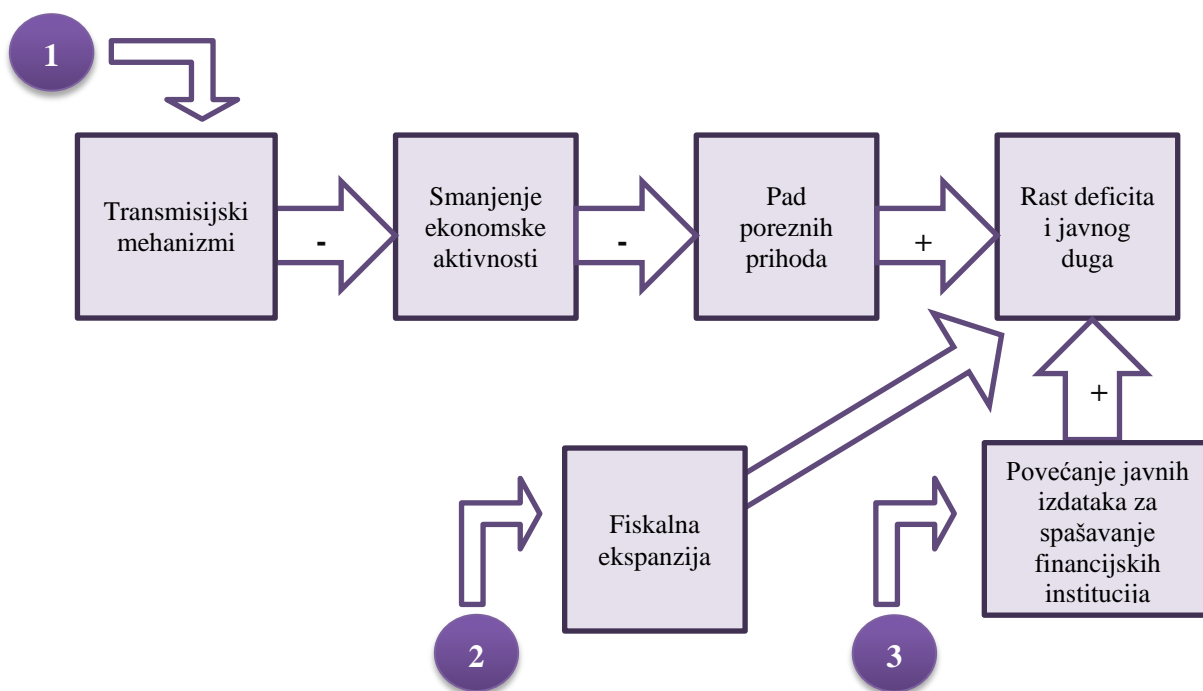 1
Transmisijski
mehanizmi
-
Smanjenje
ekonomske
aktivnosti
-
Pad
poreznih
prihoda
+
Rast deficita
i javnog
duga
2
Fiskalna
ekspanzija
3
Povećanje javnih
izdataka za
spašavanje
financijskih
institucija
+